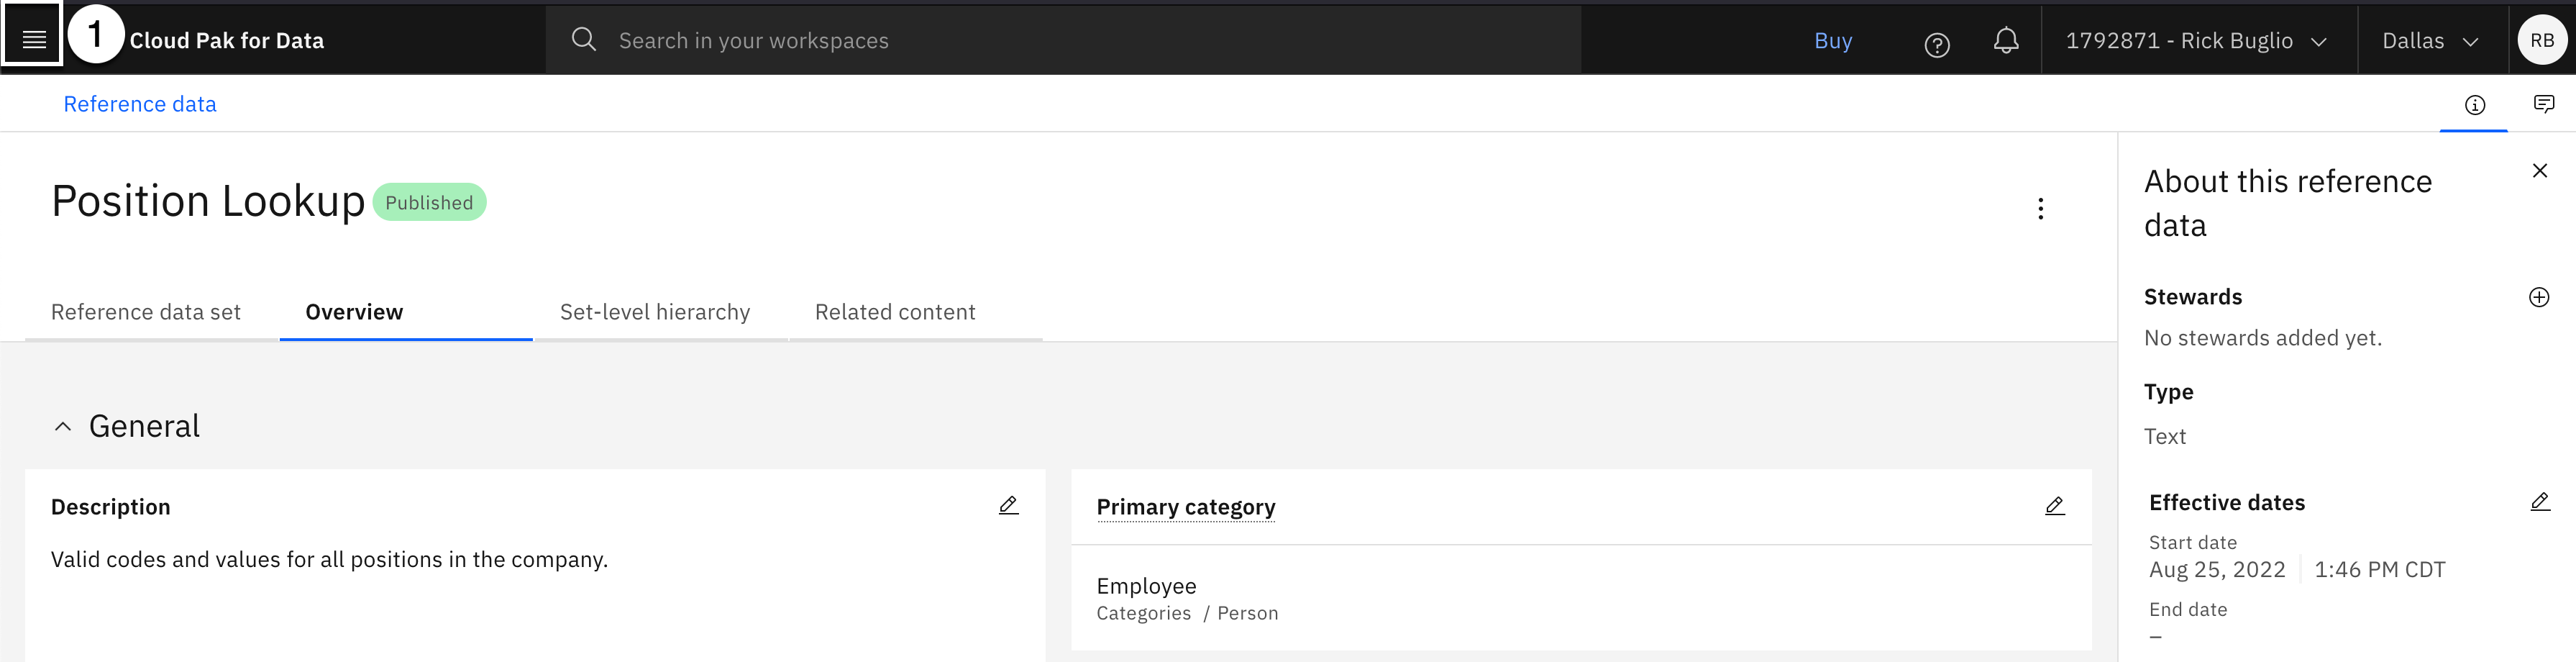 1
Cloud Pak for Data
Search in your workspaces
Buy
1792871 - Rick Buglio
Dallas
RB
Reference data
Position Lookup
Published
Reference data set
Overview
Set-level hierarchy
Related content
General
Description
Valid codes and values for all positions in the company.
Primary category
Employee
Categories / Person
About this reference
data
Stewards
No stewards added yet.
Type
Text
Effective dates
Start date
Aug 25, 2022
1:46 PM CDT
End date
–